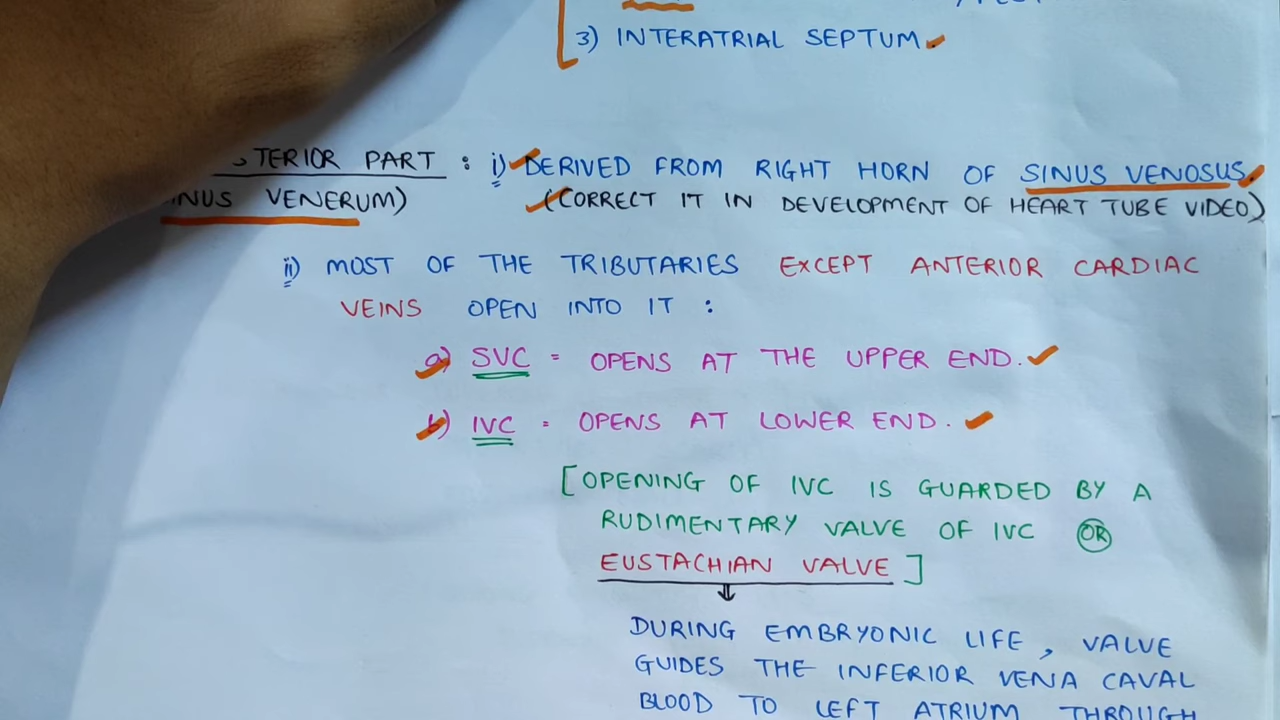 3) INTERATRIAL SEPTUM.
TERIOR PART : i) DERIVED FROM RIGHT HORN OF SINUS VENOSUS.
INUS VENERUM) (CORRECT IT IN DEVELOPMENT OF HEART TUBE VIDEO)
ii) MOST OF THE TRIBUTARIES EXCEPT ANTERIOR CARDIAC
VEINS OPEN INTO IT :
a) SVC = OPENS AT THE UPPER END.
b) IVC = OPENS AT LOWER END.
[OPENING OF IVC IS GUARDED BY A
RUDIMENTARY VALVE OF IVC OR
EUSTACHIAN VALVE]
DURING EMBRYONIC LIFE, VALVE
GUIDES THE INFERIOR VENA CAVAL
BLOOD TO LEFT ATRIUM THROUGH